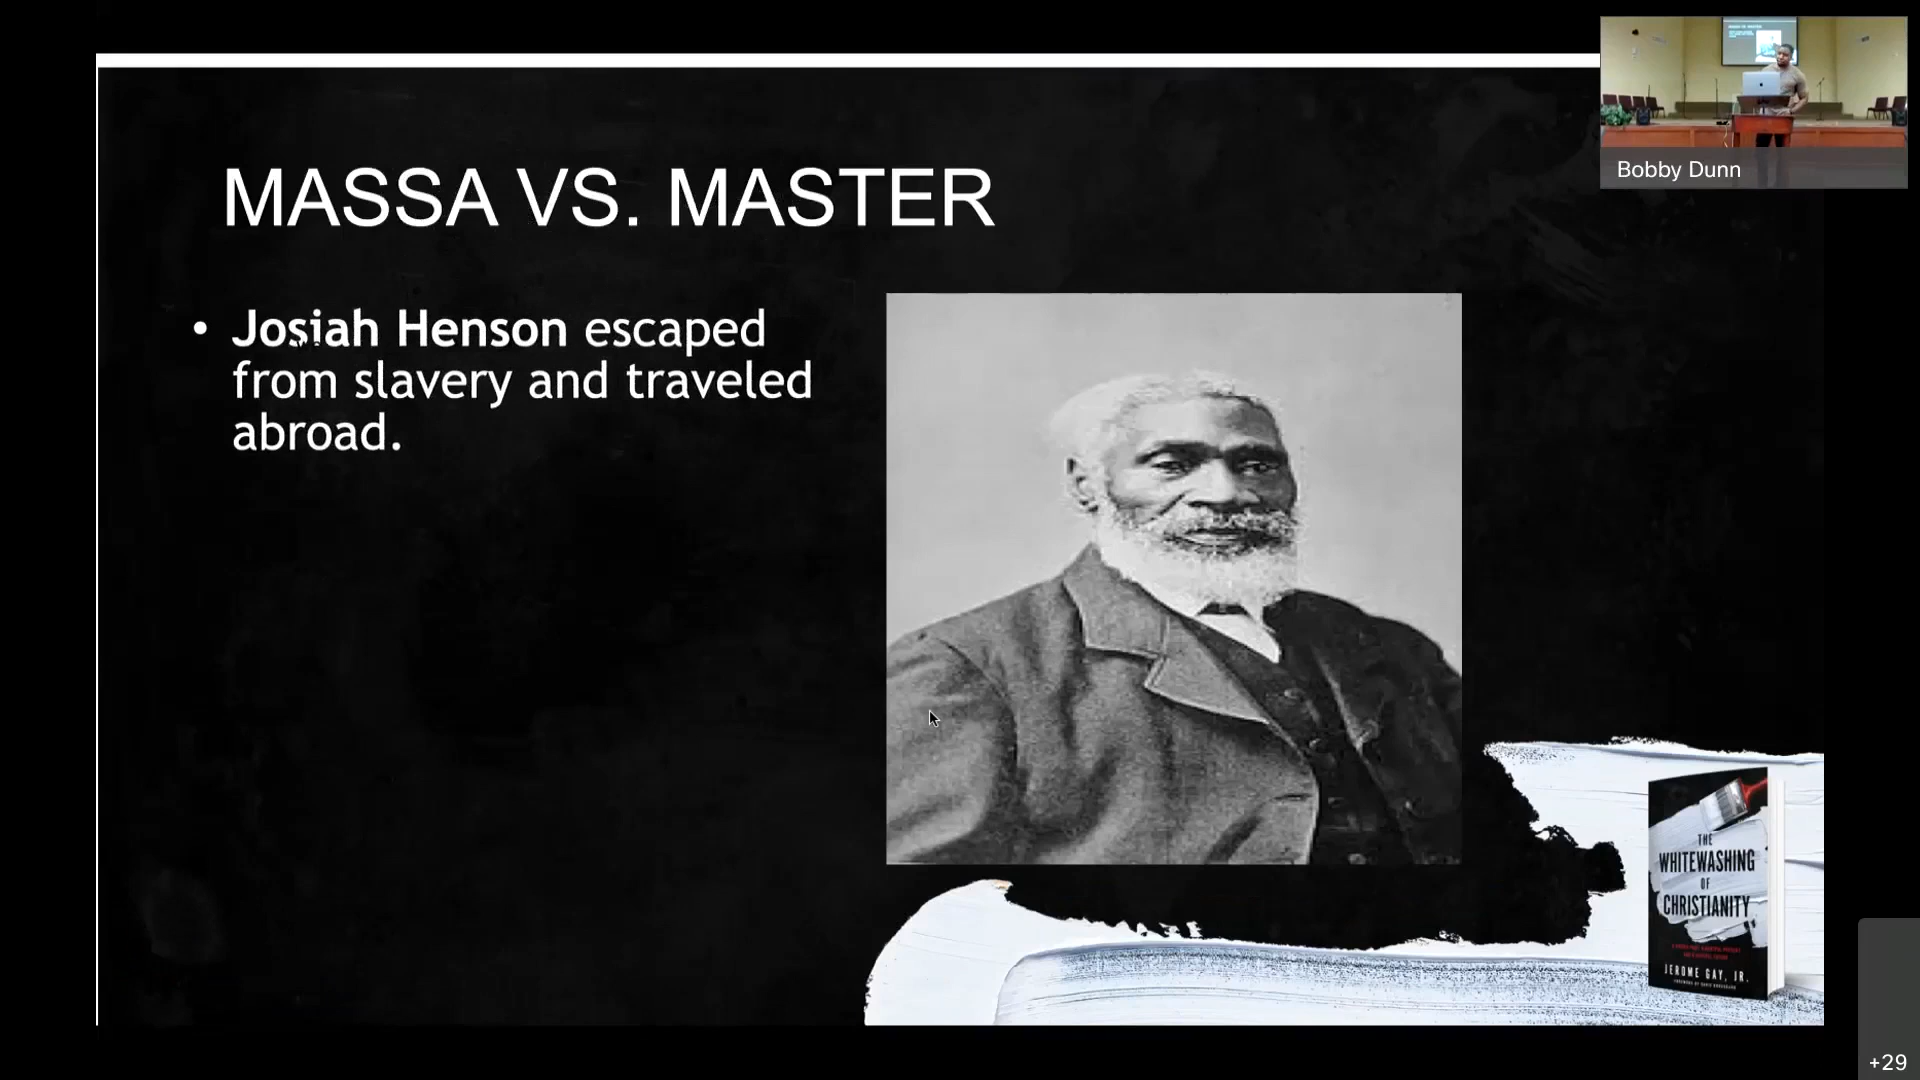 MASSA VS. MASTER
• Josiah Henson escaped
from slavery and traveled
abroad.
Bobby Dunn
THE
WHITEWASHING
OF
CHRISTIANITY
JEROME GAY, JR.
+29